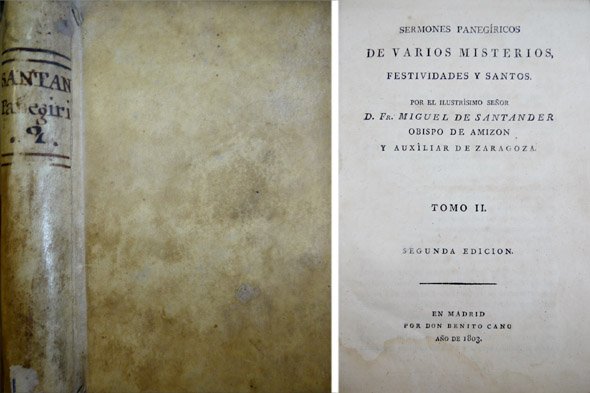 SANTAN
Panegiri
. 2 .
SERMONES PANEGÍRICOS
DE VARIOS MISTERIOS,
FESTIVIDADES Y SANTOS.
POR EL ILUSTRÍSIMO SEÑOR
D. FR. MIGUEL DE SANTANDER
OBISPO DE AMIZON
Y AUXÎLIAR DE ZARAGOZA.
TOMO II.
SEGUNDA EDICION.
EN MADRID
POR DON BENITO CANO
AÑO DE 1803.